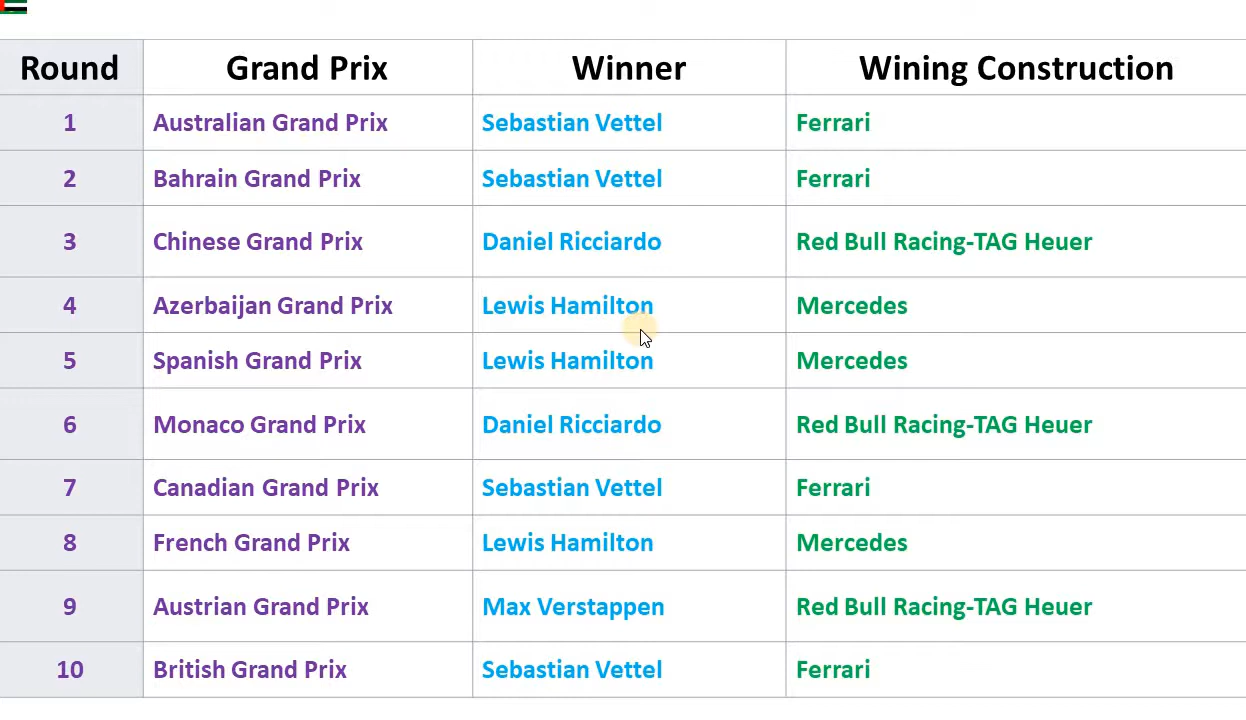 Round Grand Prix Winner Wining Construction
1 Australian Grand Prix Sebastian Vettel Ferrari
2 Bahrain Grand Prix Sebastian Vettel Ferrari
3 Chinese Grand Prix Daniel Ricciardo Red Bull Racing-TAG Heuer
4 Azerbaijan Grand Prix Lewis Hamilton Mercedes
5 Spanish Grand Prix Lewis Hamilton Mercedes
6 Monaco Grand Prix Daniel Ricciardo Red Bull Racing-TAG Heuer
7 Canadian Grand Prix Sebastian Vettel Ferrari
8 French Grand Prix Lewis Hamilton Mercedes
9 Austrian Grand Prix Max Verstappen Red Bull Racing-TAG Heuer
10 British Grand Prix Sebastian Vettel Ferrari